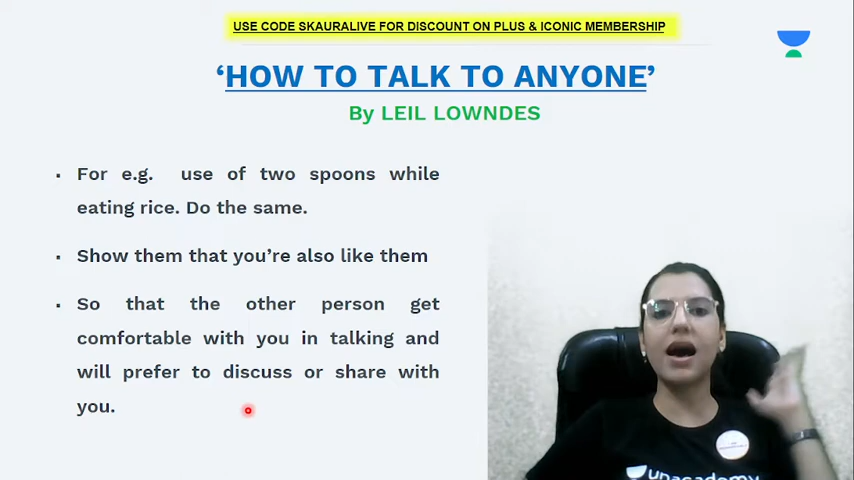 USE CODE SKAURALIVE FOR DISCOUNT ON PLUS & ICONIC MEMBERSHIP
‘HOW TO TALK TO ANYONE’
By LEIL LOWNDES
▪ For e.g. use of two spoons while
eating rice. Do the same.
▪ Show them that you’re also like them
▪ So that the other person get
comfortable with you in talking and
will prefer to discuss or share with
you.
unacademy